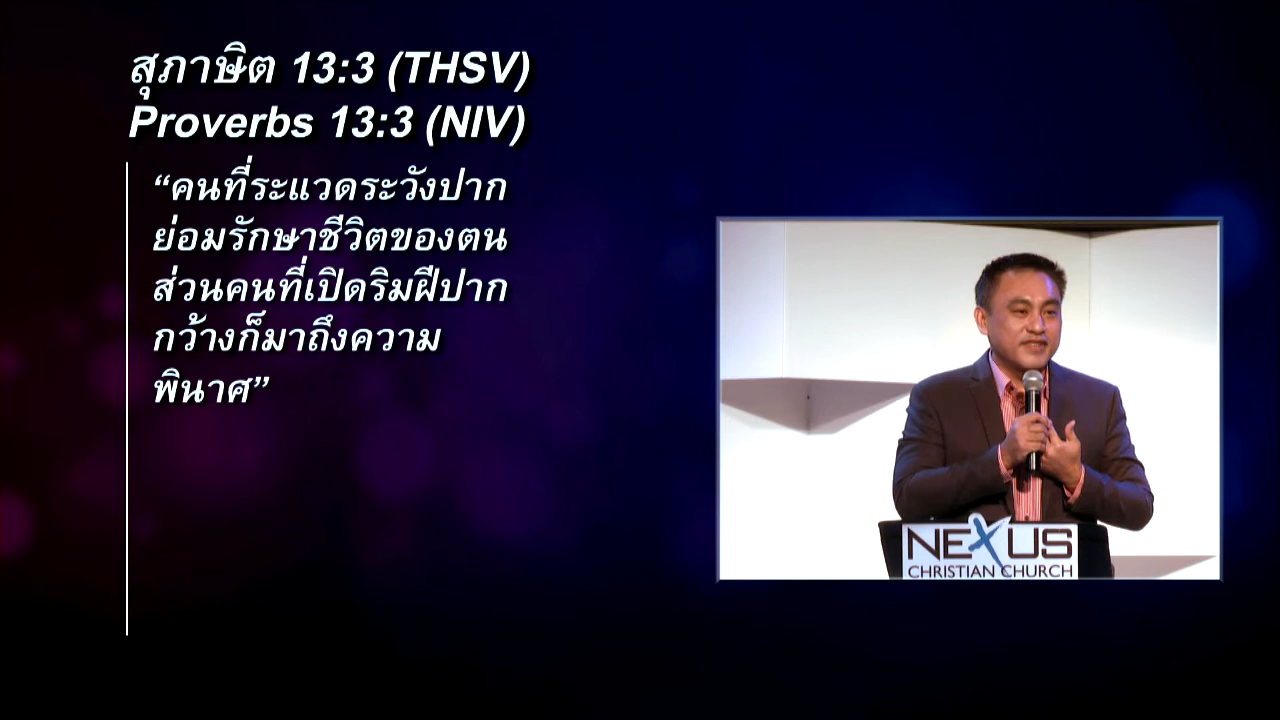 สุภาษิต 13:3 (THSV)
Proverbs 13:3 (NIV)
“คนที่ระแวดระวังปาก
ย่อมรักษาชีวิตของตน
ส่วนคนที่เปิดริมฝีปาก
กว้างก็มาถึงความ
พินาศ”
NEXUS
CHRISTIAN CHURCH